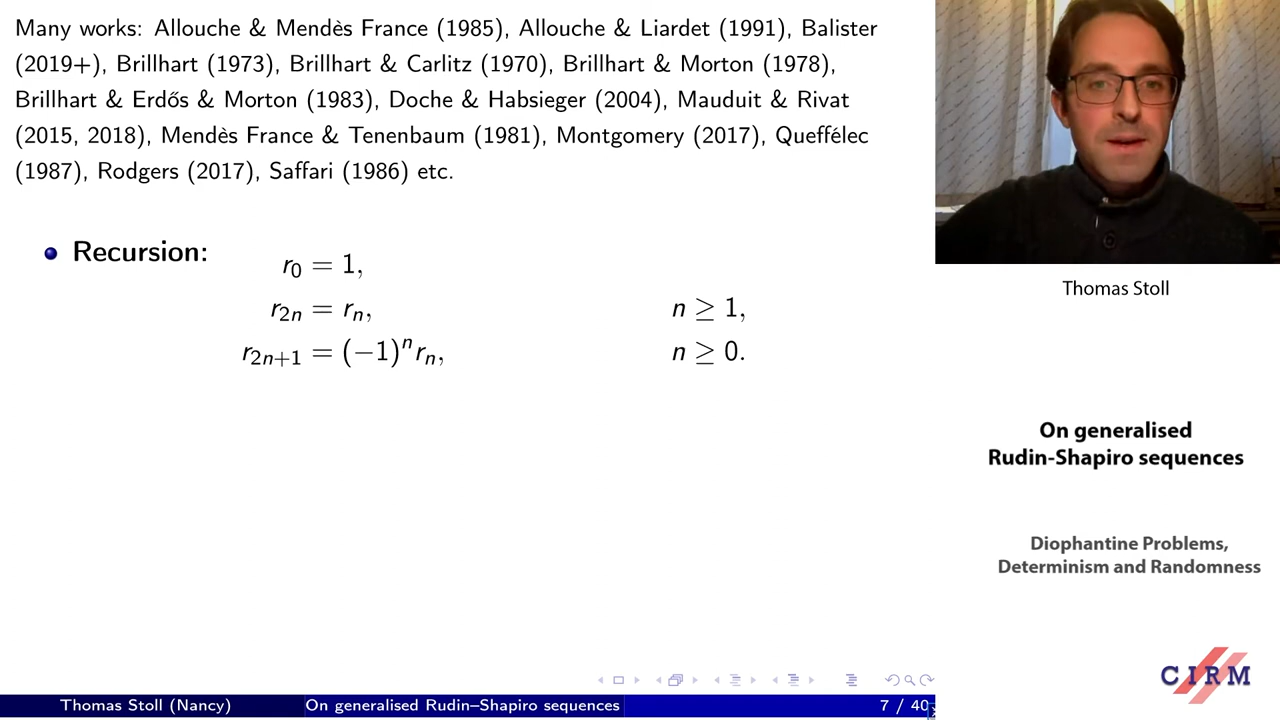 Many works: Allouche & Mendès France (1985), Allouche & Liardet (1991), Balister
(2019+), Brillhart (1973), Brillhart & Carlitz (1970), Brillhart & Morton (1978),
Brillhart & Erdős & Morton (1983), Doche & Habsieger (2004), Mauduit & Rivat
(2015, 2018), Mendès France & Tenenbaum (1981), Montgomery (2017), Queffélec
(1987), Rodgers (2017), Saffari (1986) etc.
Recursion:
r₀ = 1,
r₂ₙ = rₙ, n ≥ 1,
r₂ₙ₊₁ = (−1)ⁿrₙ, n ≥ 0.
Thomas Stoll (Nancy) On generalised Rudin–Shapiro sequences 7 / 40
Thomas Stoll
On generalised
Rudin-Shapiro sequences
Diophantine Problems,
Determinism and Randomness
CIRM